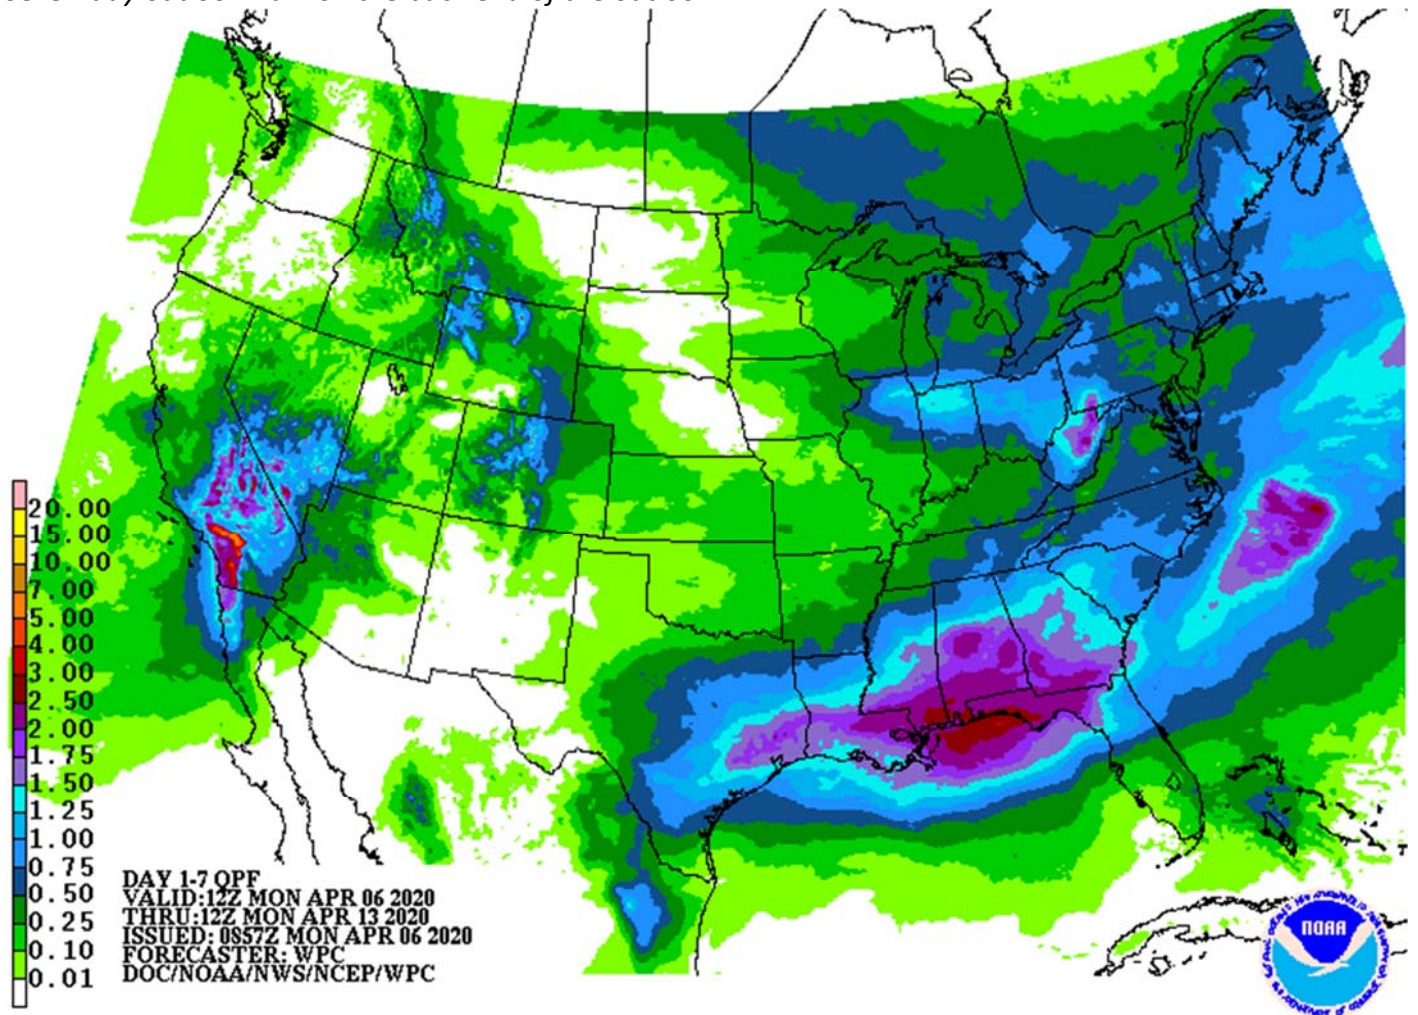 20.00
15.00
10.00
7.00
5.00
4.00
3.00
2.50
2.00
1.75
1.50
1.25
1.00
0.75
0.50
0.25
0.10
0.01
DAY 1-7 QPF
VALID:12Z MON APR 06 2020
THRU:12Z MON APR 13 2020
ISSUED: 0857Z MON APR 06 2020
FORECASTER: WPC
DOC/NOAA/NWS/NCEP/WPC
NOAA